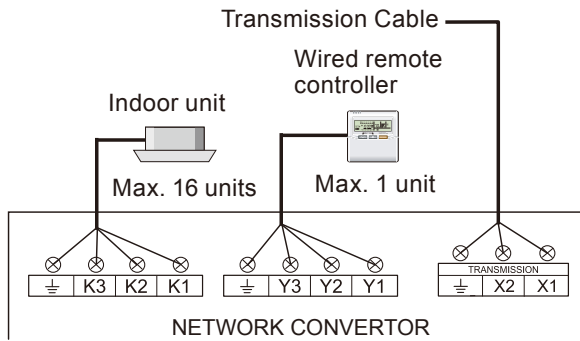 Transmission Cable
Wired remote
controller
Indoor unit
Max. 16 units
Max. 1 unit
K3 K2 K1
Y3 Y2 Y1
TRANSMISSION
X2 X1
NETWORK CONVERTOR